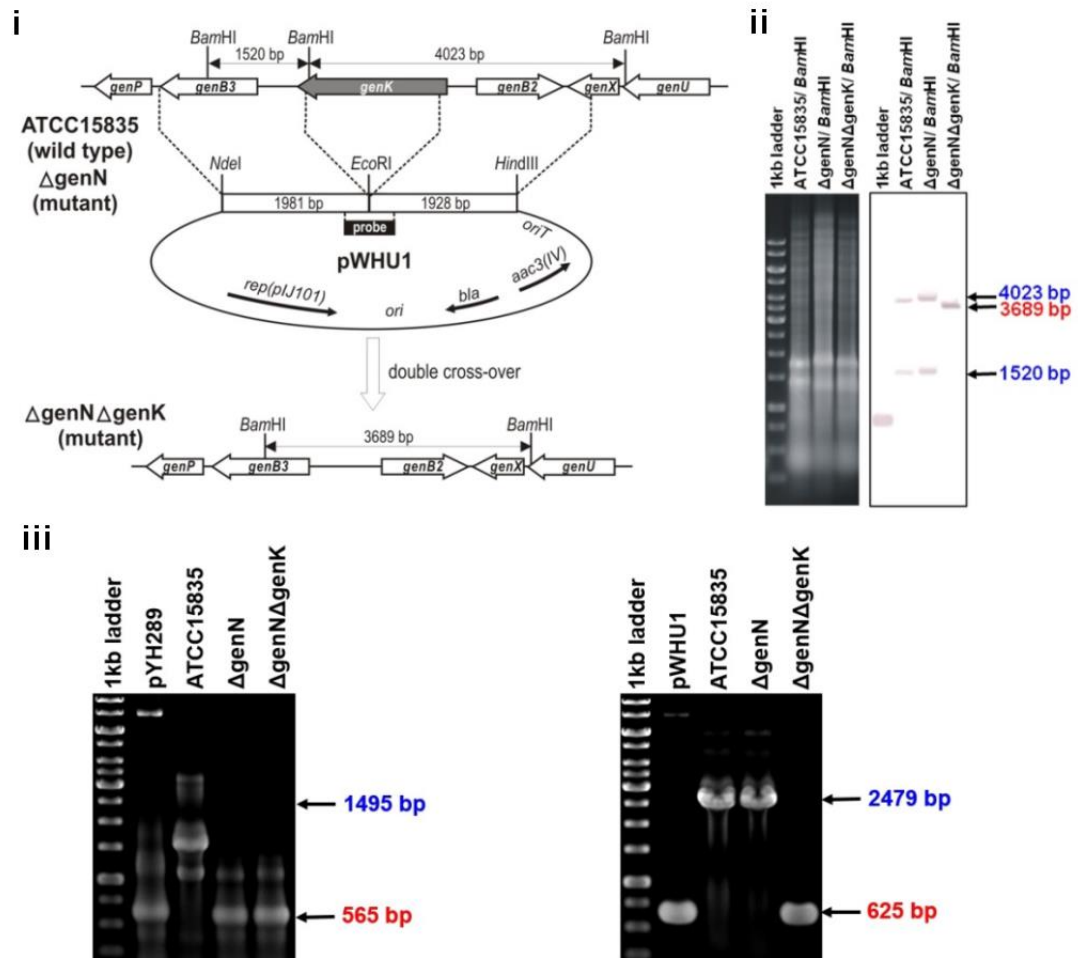 i
BamHI BamHI BamHI
1520 bp 4023 bp
genP genB3 genK genB2 genX genU
ATCC15835
(wild type)
ΔgenN
(mutant)
NdeI EcoRI HindIII
1981 bp 1928 bp
probe
pWHU1
oriT
rep(pIJ101) ori bla aac3(IV)
double cross-over
ΔgenNΔgenK
(mutant)
BamHI BamHI
3689 bp
genP genB3 genB2 genX genU
ii
1kb ladder
ATCC15835/ BamHI
ΔgenN/ BamHI
ΔgenNΔgenK/ BamHI
1kb ladder
ATCC15835/ BamHI
ΔgenN/ BamHI
ΔgenNΔgenK/ BamHI
4023 bp
3689 bp
1520 bp
iii
1kb ladder
pYH289
ATCC15835
ΔgenN
ΔgenNΔgenK
1495 bp
565 bp
1kb ladder
pWHU1
ATCC15835
ΔgenN
ΔgenNΔgenK
2479 bp
625 bp